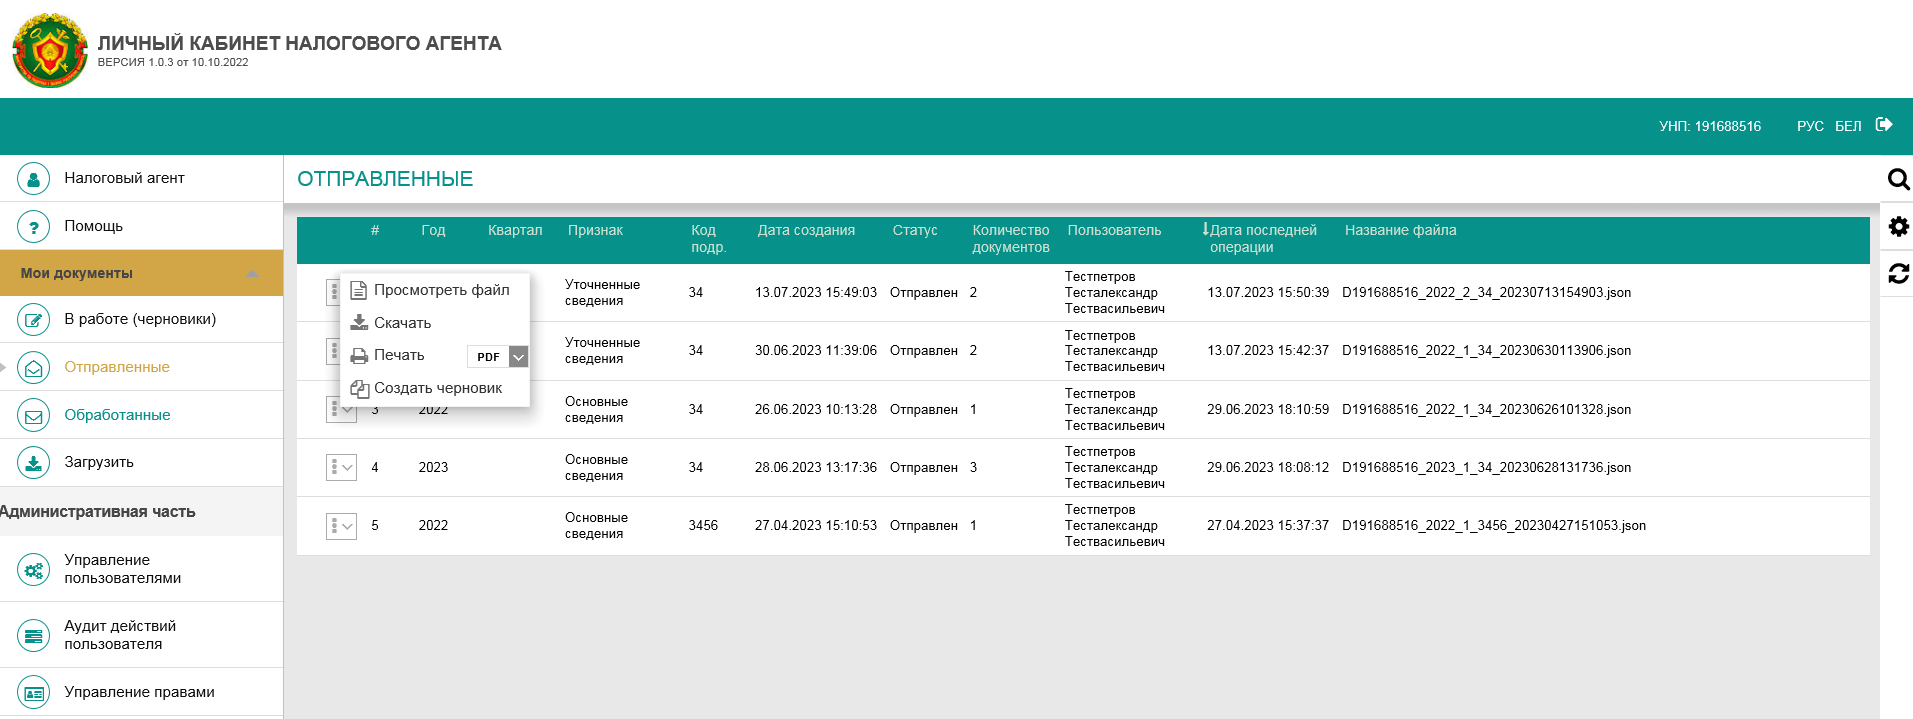 ЛИЧНЫЙ КАБИНЕТ НАЛОГОВОГО АГЕНТА
ВЕРСИЯ 1.0.3 от 10.10.2022
УНП: 191688516 РУС БЕЛ
Налоговый агент
Помощь
Мои документы
В работе (черновики)
Отправленные
Обработанные
Загрузить
Административная часть
Управление
пользователями
Аудит действий
пользователя
Управление правами
ОТПРАВЛЕННЫЕ
# Год Квартал Признак Код подр. Дата создания Статус Количество документов Пользователь Дата последней операции Название файла
Просмотреть файл
Скачать
Печать PDF
Создать черновик
Уточненные сведения 34 13.07.2023 15:49:03 Отправлен 2 Тестпетров Тесталександр Тествасильевич 13.07.2023 15:50:39 D191688516_2022_2_34_20230713154903.json
Уточненные сведения 34 30.06.2023 11:39:06 Отправлен 2 Тестпетров Тесталександр Тествасильевич 13.07.2023 15:42:37 D191688516_2022_1_34_20230630113906.json
3 2022 Основные сведения 34 26.06.2023 10:13:28 Отправлен 1 Тестпетров Тесталександр Тествасильевич 29.06.2023 18:10:59 D191688516_2022_1_34_20230626101328.json
4 2023 Основные сведения 34 28.06.2023 13:17:36 Отправлен 3 Тестпетров Тесталександр Тествасильевич 29.06.2023 18:08:12 D191688516_2023_1_34_20230628131736.json
5 2022 Основные сведения 3456 27.04.2023 15:10:53 Отправлен 1 Тестпетров Тесталександр Тествасильевич 27.04.2023 15:37:37 D191688516_2022_1_3456_20230427151053.json